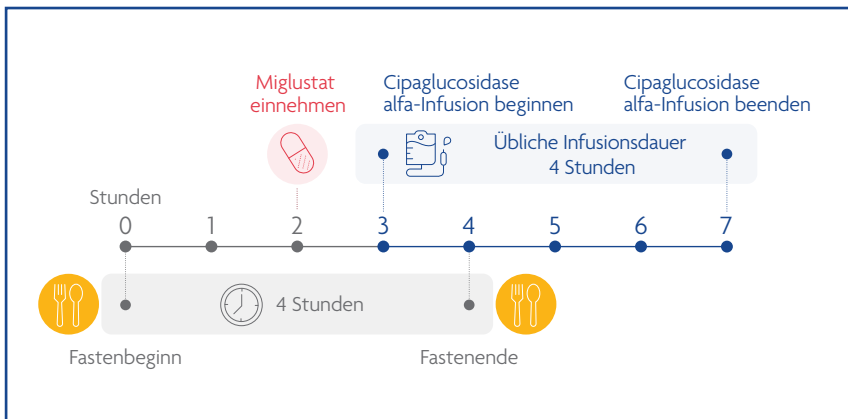 Miglustat
einnehmen
Cipaglucosidase
alfa-Infusion beginnen
Cipaglucosidase
alfa-Infusion beenden
Übliche Infusionsdauer
4 Stunden
Stunden
0 1 2 3 4 5 6 7
4 Stunden
Fastenbeginn
Fastenende